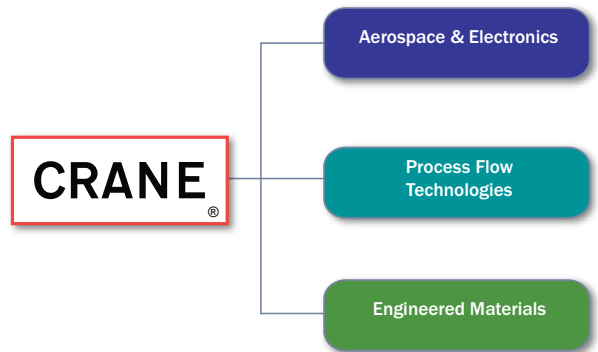 CRANE
®
Aerospace & Electronics
Process Flow
Technologies
Engineered Materials